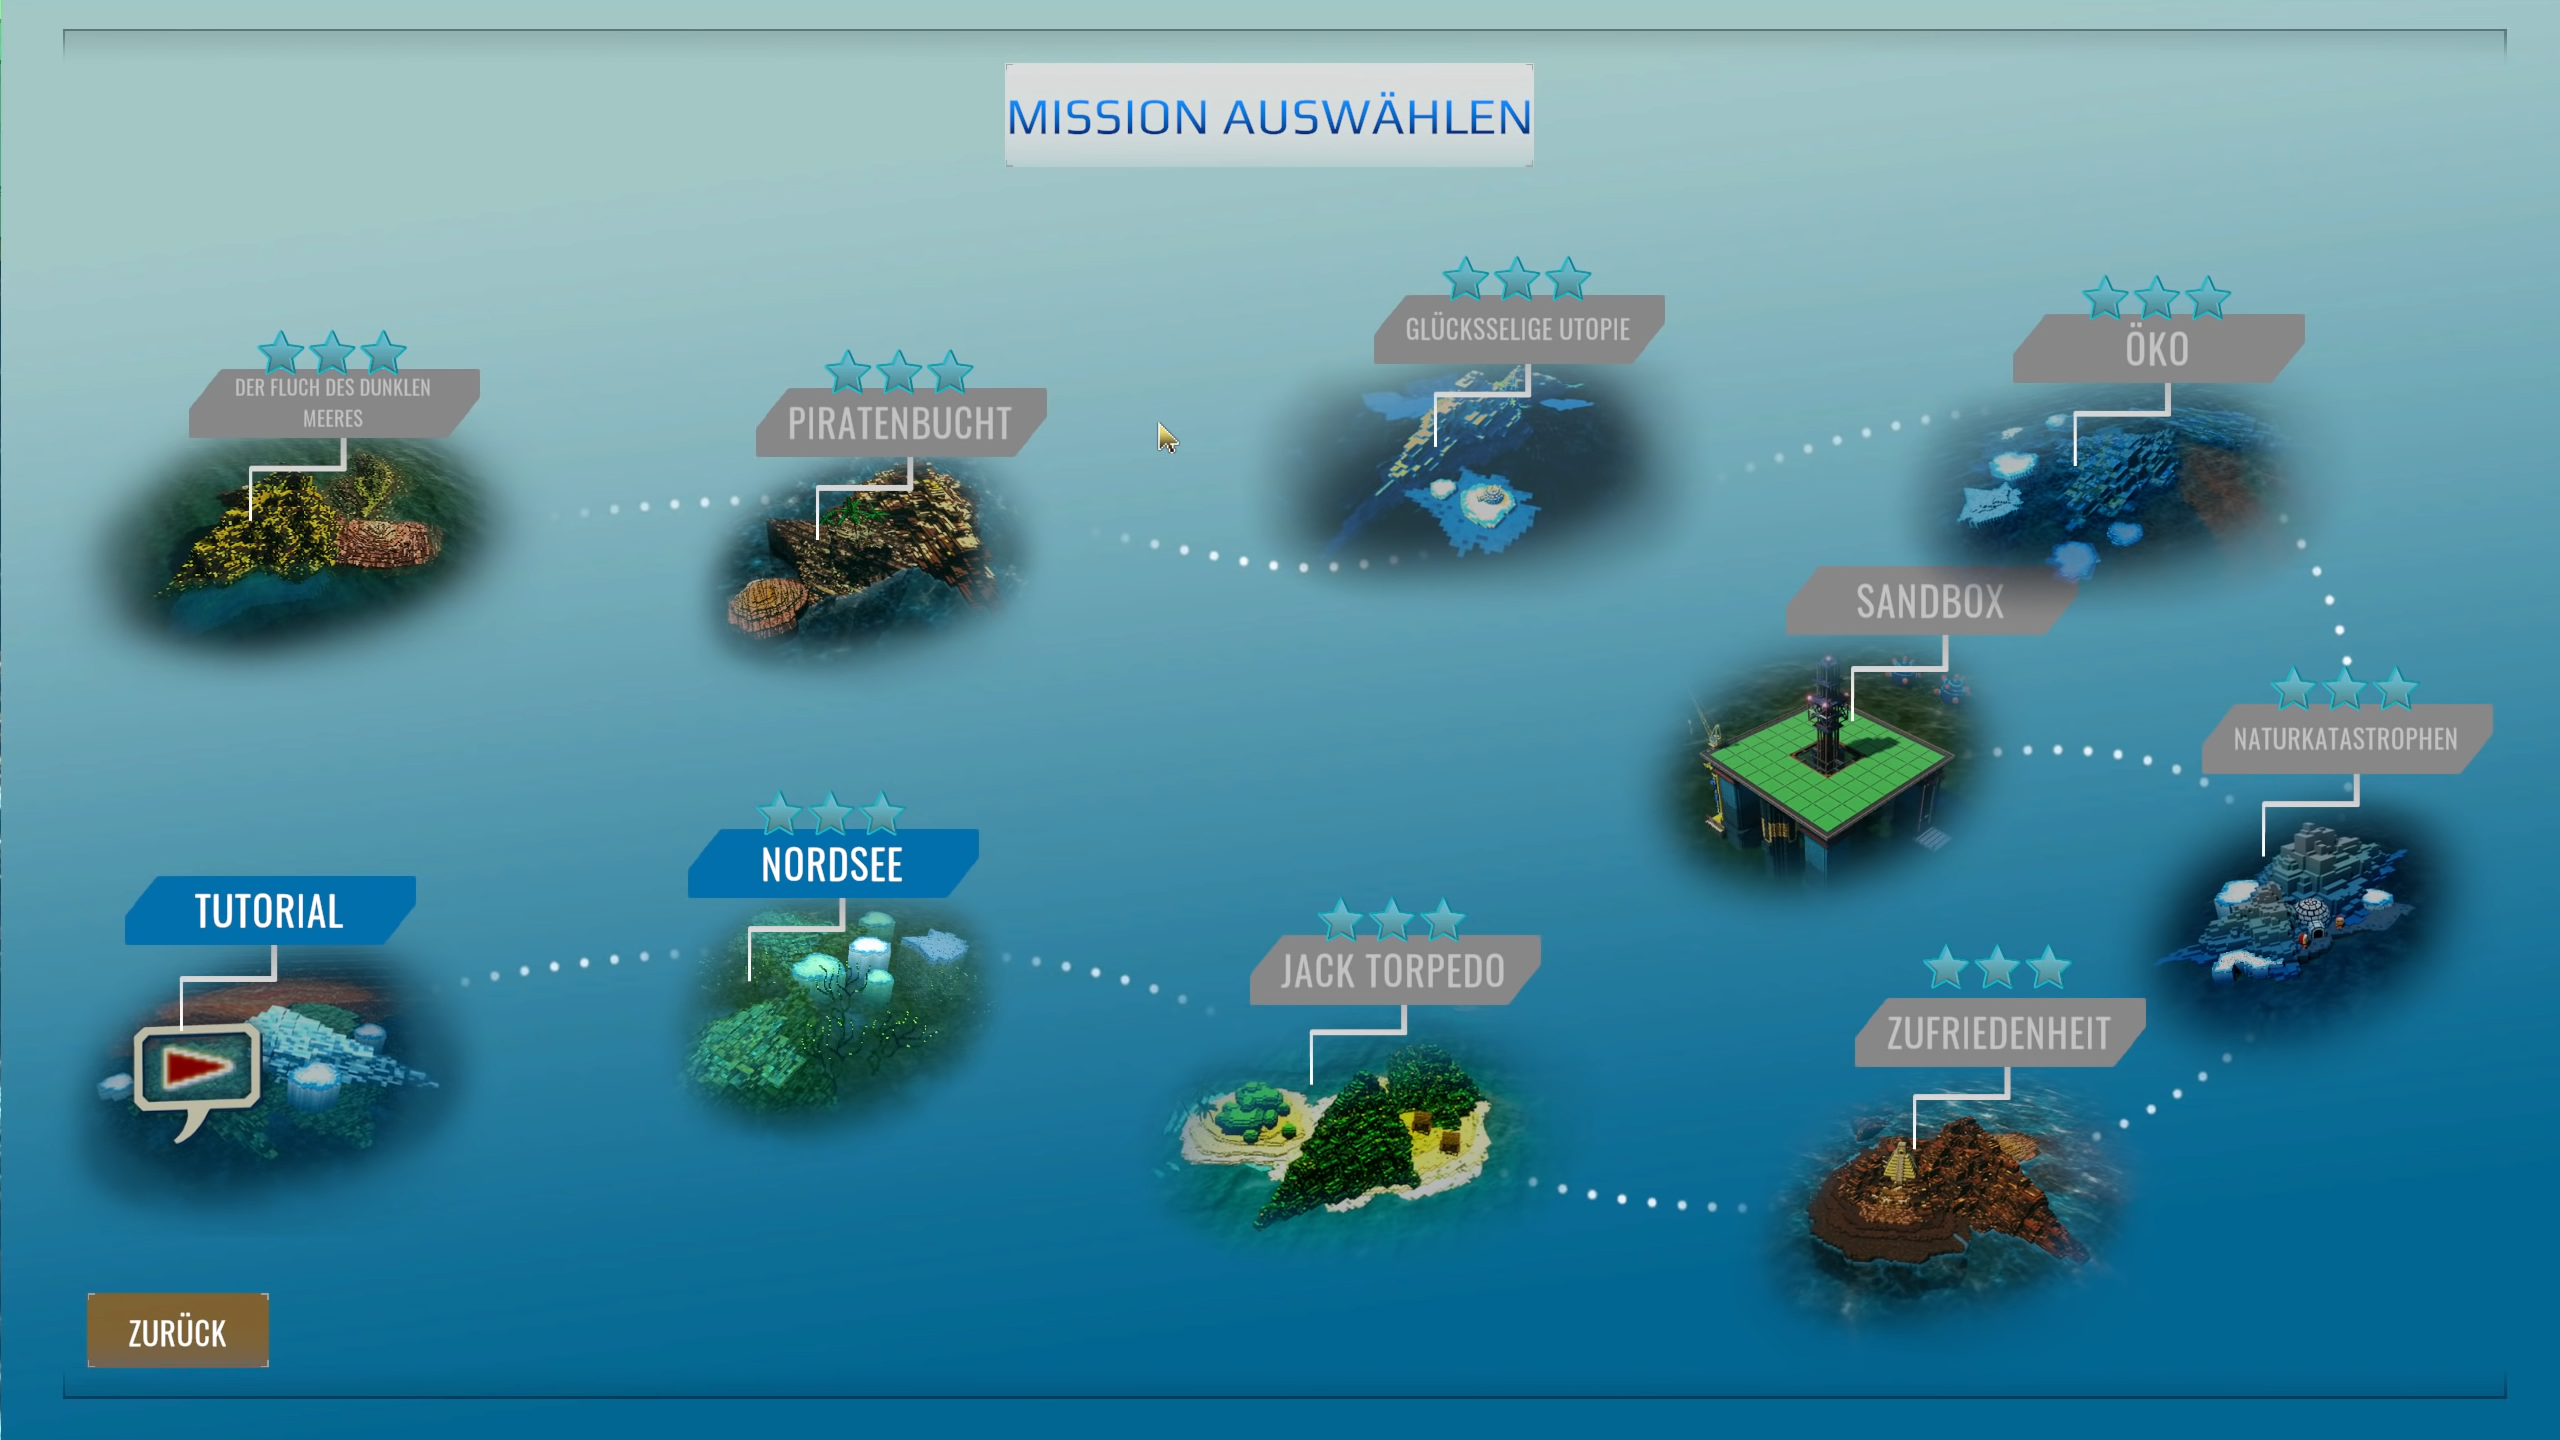 MISSION AUSWÄHLEN
GLÜCKSSELIGE UTOPIE
ÖKO
DER FLUCH DES DUNKLEN
MEERES
PIRATENBUCHT
SANDBOX
NATURKATASTROPHEN
NORDSEE
TUTORIAL
JACK TORPEDO
ZUFRIEDENHEIT
ZURÜCK